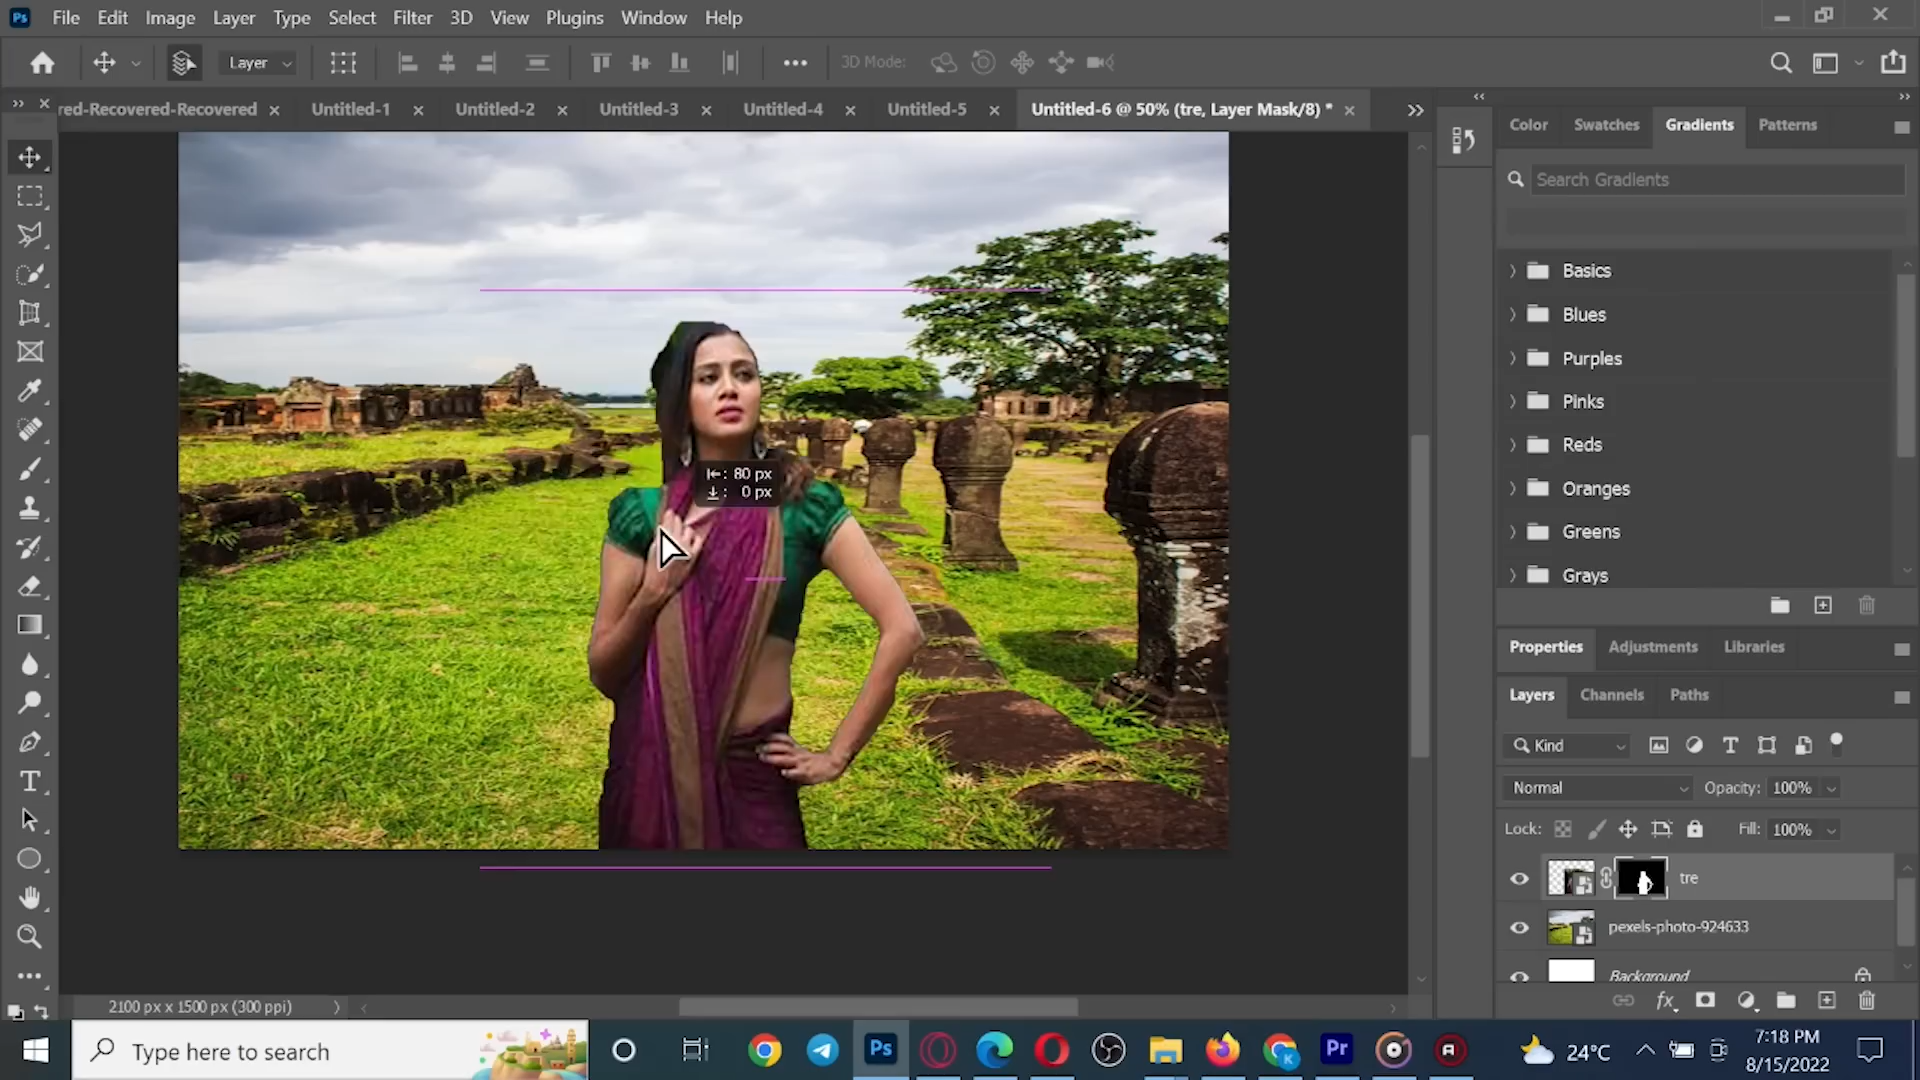 Ps File Edit Image Layer Type Select Filter 3D View Plugins Window Help
Layer 3D Mode:
red-Recovered-Recovered Untitled-1 Untitled-2 Untitled-3 Untitled-4 Untitled-5 Untitled-6 @ 50% (tre, Layer Mask/8) *
Color Swatches Gradients Patterns
Search Gradients
Basics
Blues
Purples
Pinks
Reds
Oranges
Greens
Grays
80 px
0 px
Properties Adjustments Libraries
Layers Channels Paths
Kind
Normal Opacity: 100%
Lock: Fill: 100%
tre
pexels-photo-924633
Background
fx
2100 px x 1500 px (300 ppi)
Type here to search
Ps
K
Pr
24°C
7:18 PM
8/15/2022